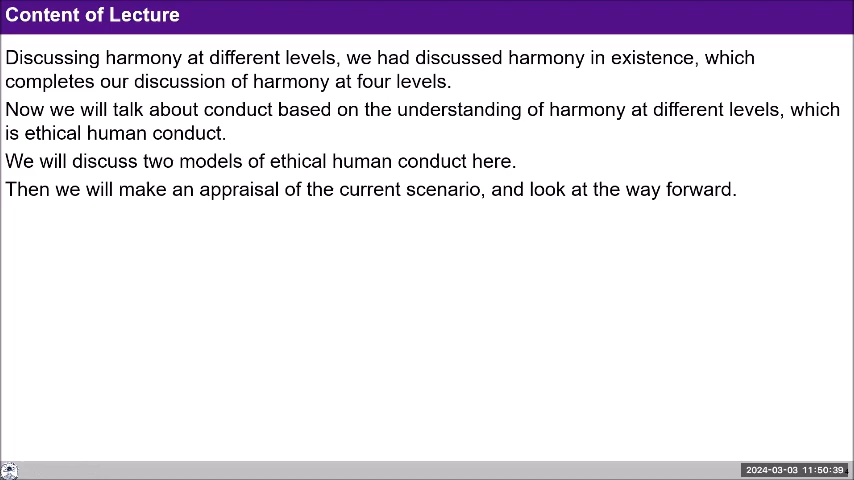 Content of Lecture
Discussing harmony at different levels, we had discussed harmony in existence, which
completes our discussion of harmony at four levels.
Now we will talk about conduct based on the understanding of harmony at different levels, which
is ethical human conduct.
We will discuss two models of ethical human conduct here.
Then we will make an appraisal of the current scenario, and look at the way forward.
2024-03-03 11:50:39